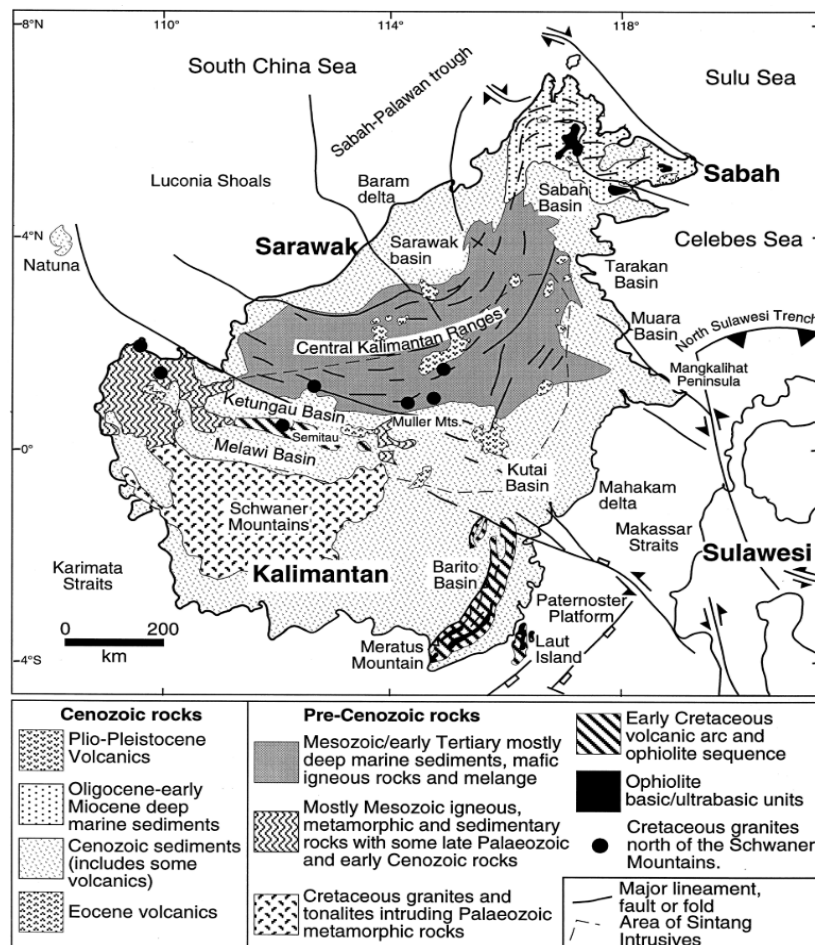 110°
114°
118°
8°N
South China Sea
Sabah-Palawan trough
Sulu Sea
Luconia Shoals
Baram
delta
Sabah
Sabah
Basin
4°N
Sarawak
Sarawak
basin
Celebes Sea
Natuna
Tarakan
Basin
Muara
Basin
North Sulawesi Trench
Central Kalimantan Ranges
Mangkalihat
Peninsula
Ketungau Basin
Semitau
Muller Mts.
0°
Melawi Basin
Kutai
Basin
Mahakam
delta
Schwaner
Mountains
Makassar
Straits
Sulawesi
Karimata
Straits
Kalimantan
Barito
Basin
Paternoster
Platform
0 200
km
Meratus
Mountain
Laut
Island
4°S
Cenozoic rocks
Plio-Pleistocene
Volcanics
Oligocene-early
Miocene deep
marine sediments
Cenozoic sediments
(includes some
volcanics)
Eocene volcanics
Pre-Cenozoic rocks
Mesozoic/early Tertiary mostly
deep marine sediments, mafic
igneous rocks and melange
Mostly Mesozoic igneous,
metamorphic and sedimentary
rocks with some late Palaeozoic
and early Cenozoic rocks
Cretaceous granites and
tonalites intruding Palaeozoic
metamorphic rocks
Early Cretaceous
volcanic arc and
ophiolite sequence
Ophiolite
basic/ultrabasic units
Cretaceous granites
north of the Schwaner
Mountains.
Major lineament,
fault or fold
Area of Sintang
Intrusives